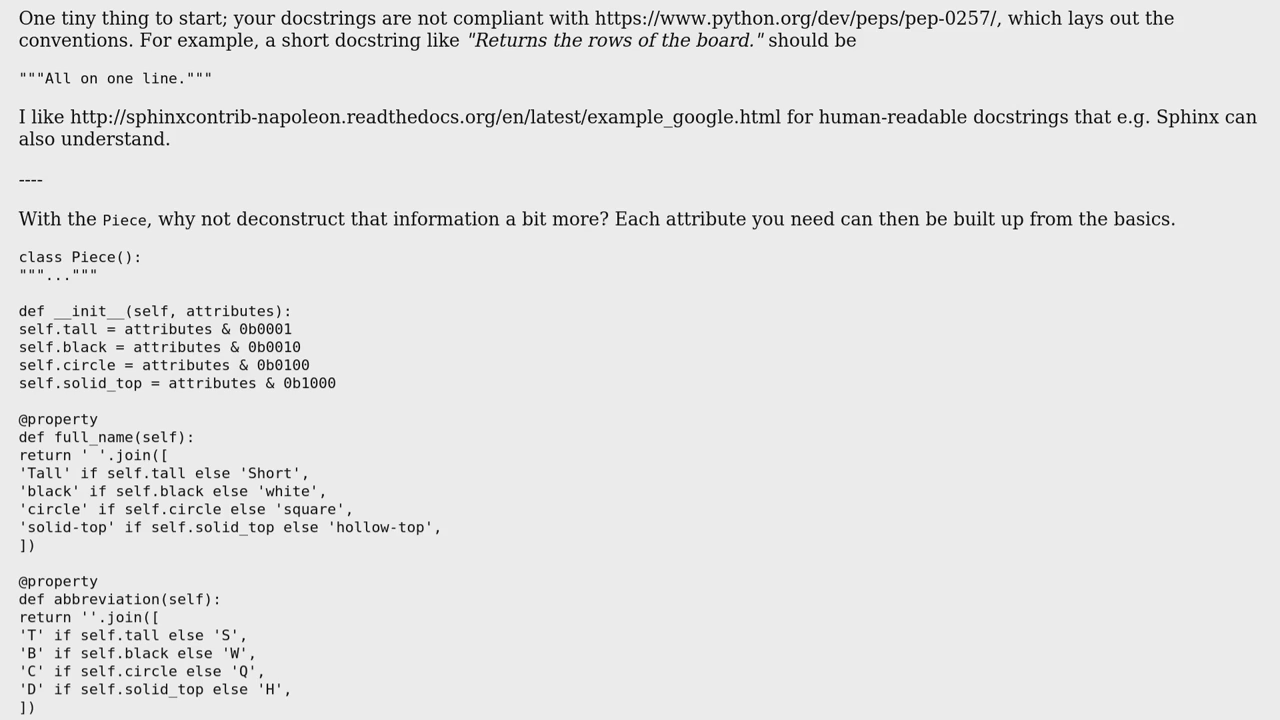 One tiny thing to start; your docstrings are not compliant with https://www.python.org/dev/peps/pep-0257/, which lays out the
conventions. For example, a short docstring like "Returns the rows of the board." should be
"""All on one line."""
I like http://sphinxcontrib-napoleon.readthedocs.org/en/latest/example_google.html for human-readable docstrings that e.g. Sphinx can
also understand.
----
With the Piece, why not deconstruct that information a bit more? Each attribute you need can then be built up from the basics.
class Piece():
"""..."""
def __init__(self, attributes):
self.tall = attributes & 0b0001
self.black = attributes & 0b0010
self.circle = attributes & 0b0100
self.solid_top = attributes & 0b1000
@property
def full_name(self):
return ' '.join([
'Tall' if self.tall else 'Short',
'black' if self.black else 'white',
'circle' if self.circle else 'square',
'solid-top' if self.solid_top else 'hollow-top',
])
@property
def abbreviation(self):
return ''.join([
'T' if self.tall else 'S',
'B' if self.black else 'W',
'C' if self.circle else 'Q',
'D' if self.solid_top else 'H',
])